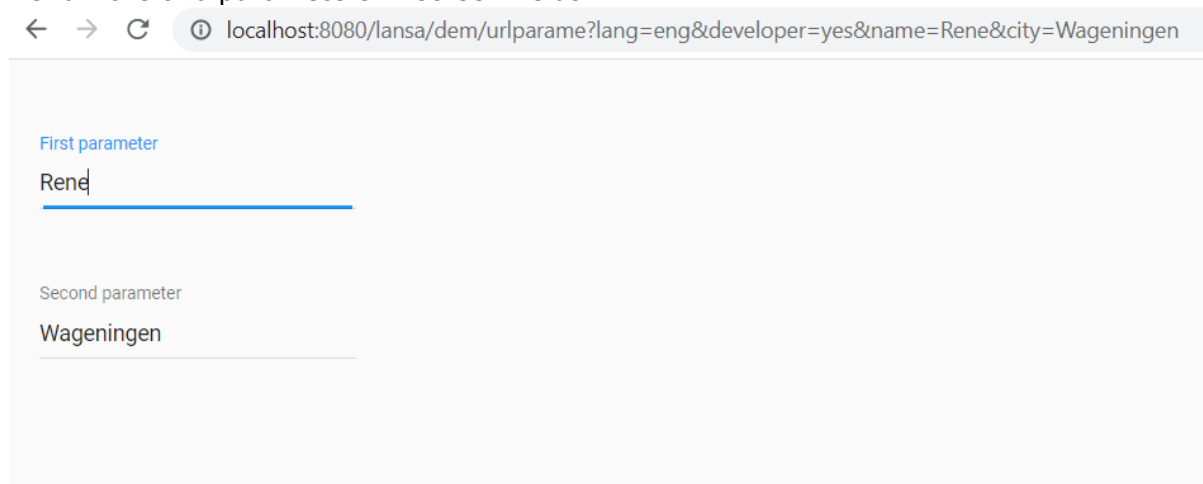 localhost:8080/lansa/dem/urlparame?lang=eng&developer=yes&name=Rene&city=Wageningen
First parameter
Rene
Second parameter
Wageningen